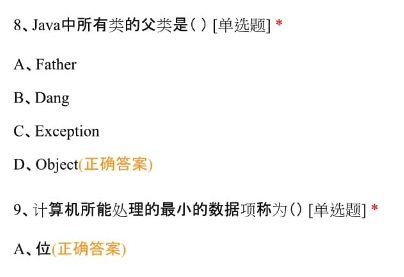 8、Java中所有类的父类是( ) [单选题] *
A、Father
B、Dang
C、Exception
D、Object(正确答案)
9、计算机所能处理的最小的数据项称为() [单选题] *
A、位(正确答案)